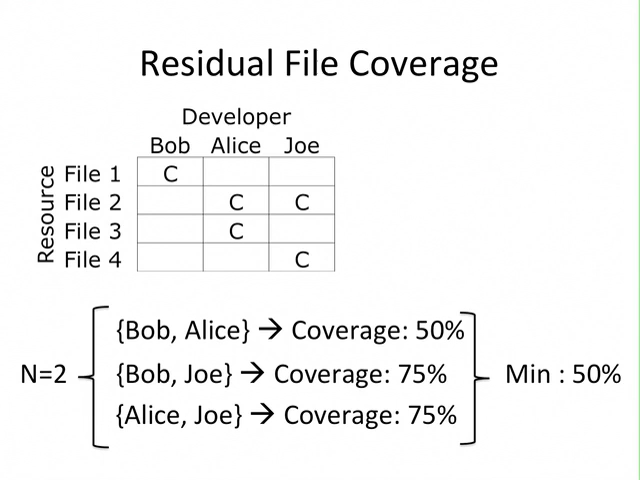 Residual File Coverage
Developer
Bob Alice Joe
Resource
File 1 C
File 2 C C
File 3 C
File 4 C
N=2
{Bob, Alice} → Coverage: 50%
{Bob, Joe} → Coverage: 75%
{Alice, Joe} → Coverage: 75%
Min : 50%